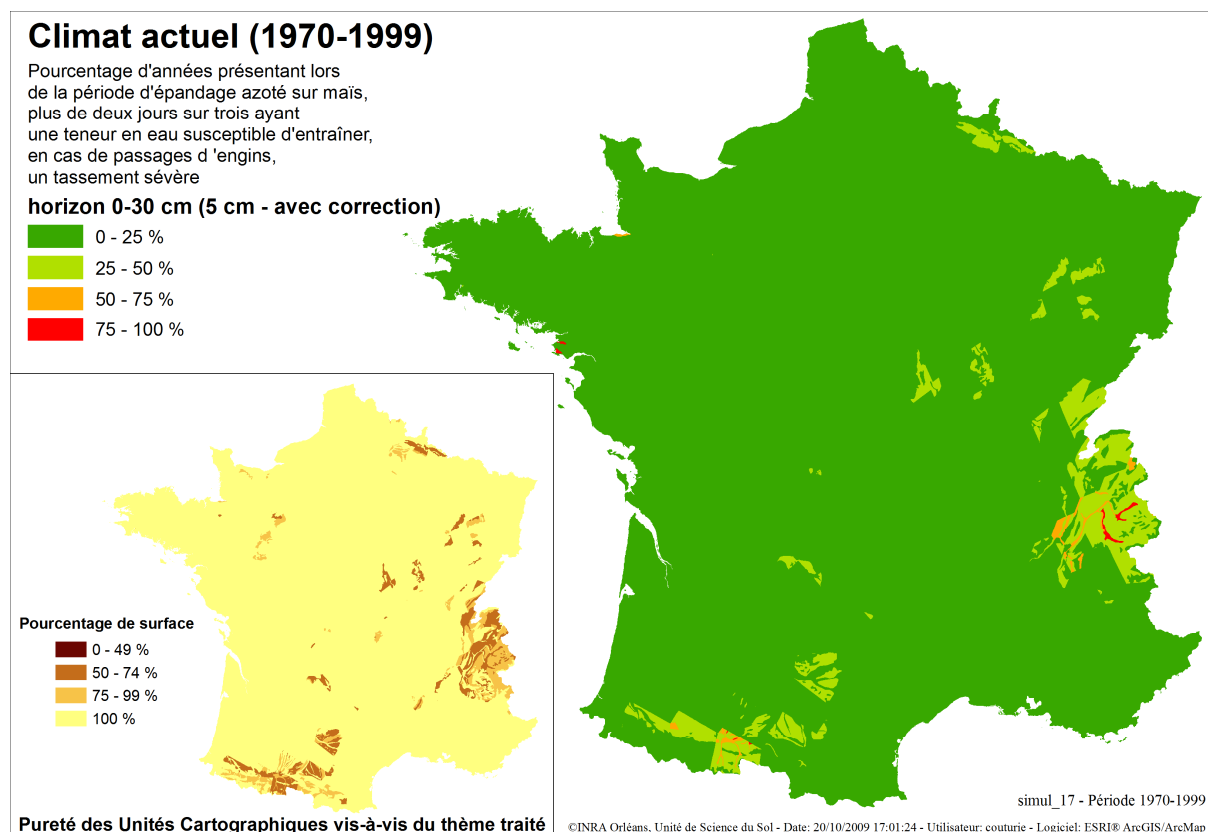 Climat actuel (1970-1999)
Pourcentage d'années présentant lors
de la période d'épandage azoté sur maïs,
plus de deux jours sur trois ayant
une teneur en eau susceptible d'entraîner,
en cas de passages d 'engins,
un tassement sévère
horizon 0-30 cm (5 cm - avec correction)
0 - 25 %
25 - 50 %
50 - 75 %
75 - 100 %
Pourcentage de surface
0 - 49 %
50 - 74 %
75 - 99 %
100 %
Pureté des Unités Cartographiques vis-à-vis du thème traité
simul_17 - Période 1970-1999
©INRA Orléans, Unité de Science du Sol - Date: 20/10/2009 17:01:24 - Utilisateur: couturie - Logiciel: ESRI® ArcGIS/ArcMap